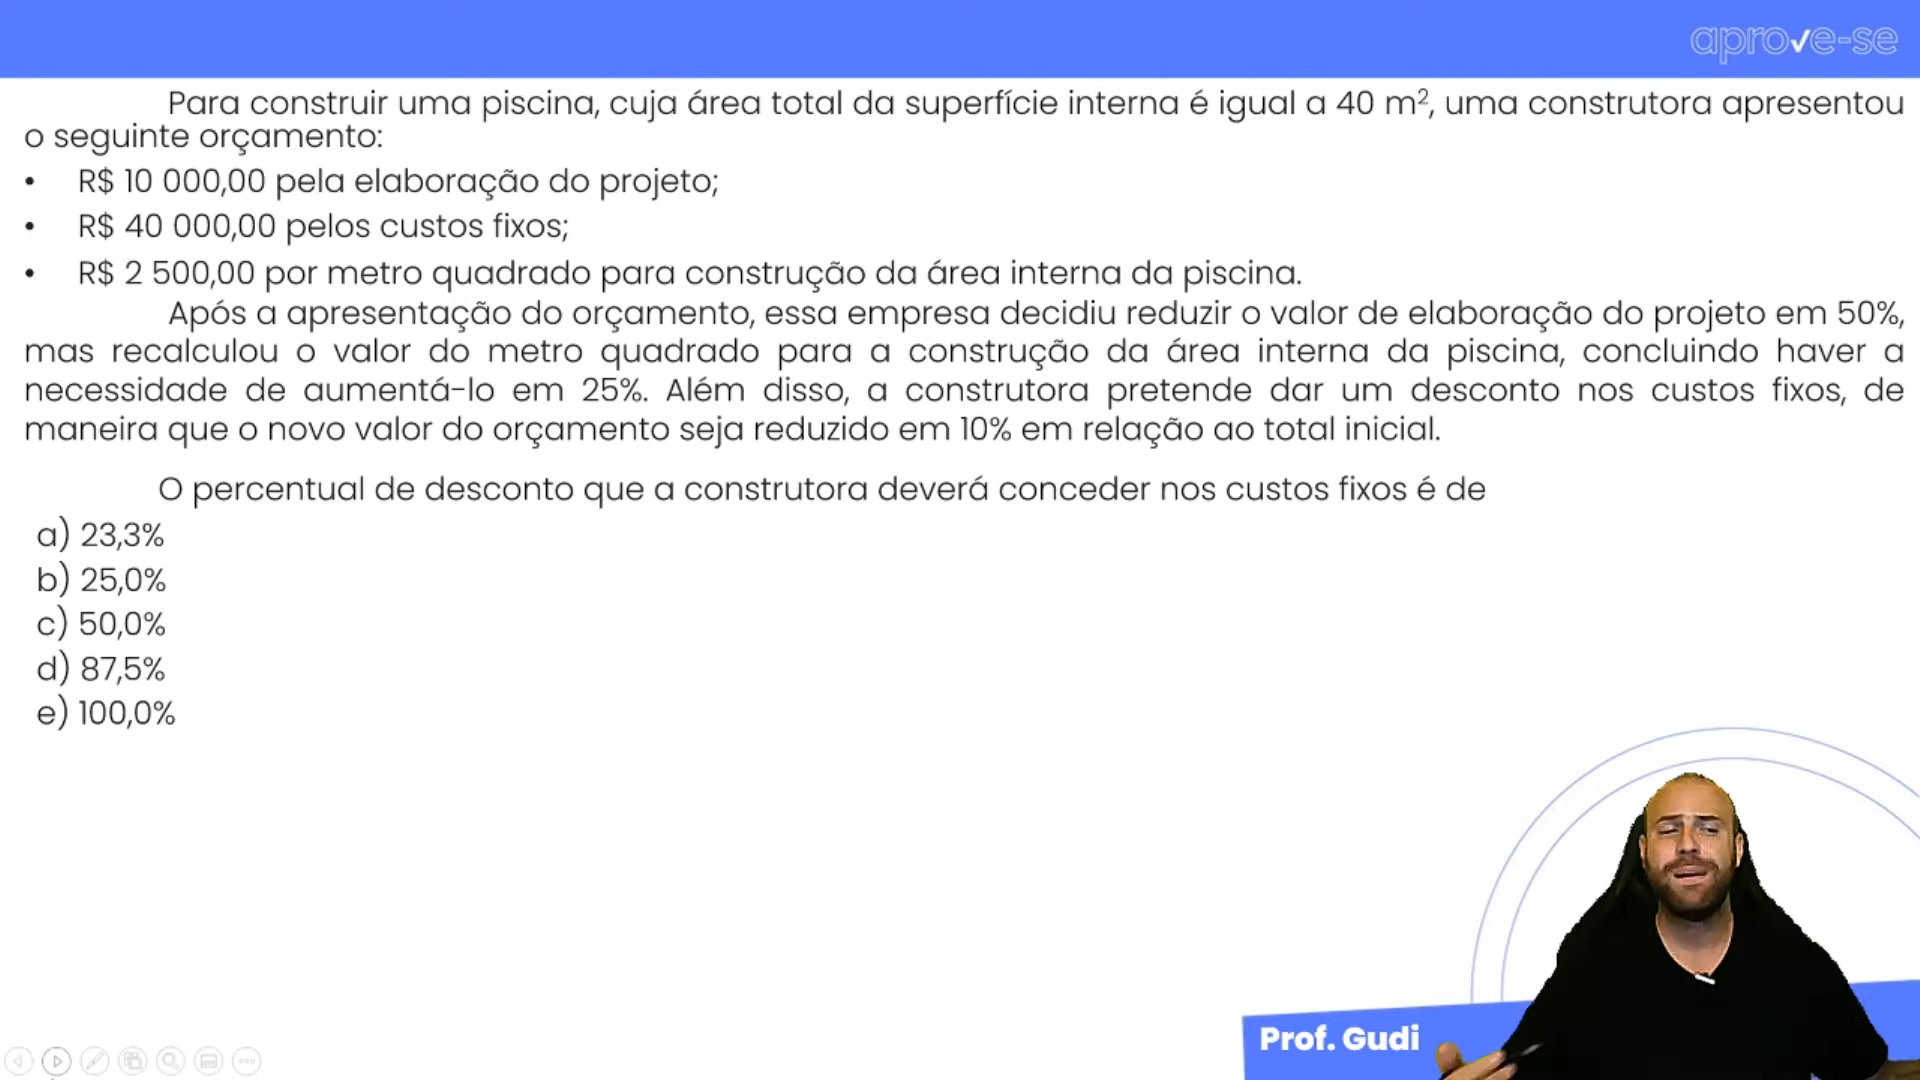 aprove-se
Para construir uma piscina, cuja área total da superfície interna é igual a 40 m², uma construtora apresentou
o seguinte orçamento:
• R$ 10 000,00 pela elaboração do projeto;
• R$ 40 000,00 pelos custos fixos;
• R$ 2 500,00 por metro quadrado para construção da área interna da piscina.
Após a apresentação do orçamento, essa empresa decidiu reduzir o valor de elaboração do projeto em 50%,
mas recalculou o valor do metro quadrado para a construção da área interna da piscina, concluindo haver a
necessidade de aumentá-lo em 25%. Além disso, a construtora pretende dar um desconto nos custos fixos, de
maneira que o novo valor do orçamento seja reduzido em 10% em relação ao total inicial.
O percentual de desconto que a construtora deverá conceder nos custos fixos é de
a) 23,3%
b) 25,0%
c) 50,0%
d) 87,5%
e) 100,0%
Prof. Gudi